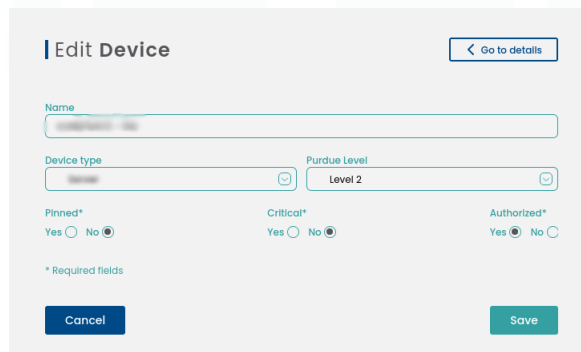 Edit Device
Go to details
Name
Device type
Purdue Level
Level 2
Pinned*
Critical*
Authorized*
Yes No
Yes No
Yes No
* Required fields
Cancel
Save